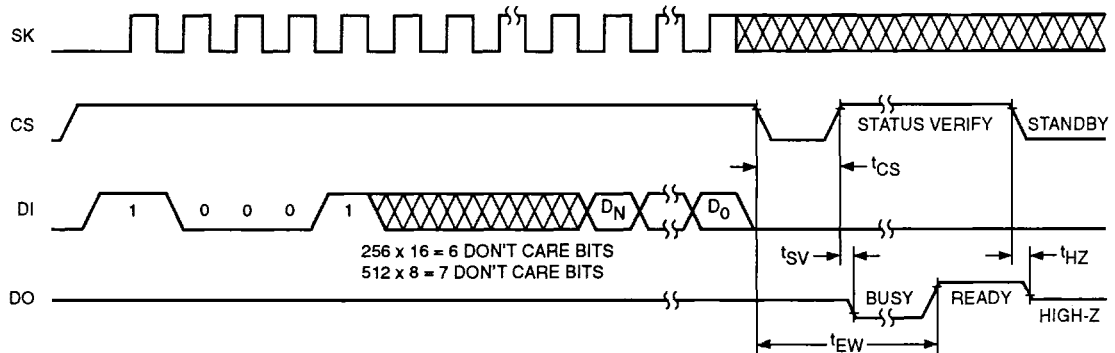 SK
CS
STATUS VERIFY
STANDBY
tCS
DI
1
0
0
0
1
DN
D0
256 x 16 = 6 DON'T CARE BITS
512 x 8 = 7 DON'T CARE BITS
tSV
tHZ
DO
BUSY
READY
HIGH-Z
tEW